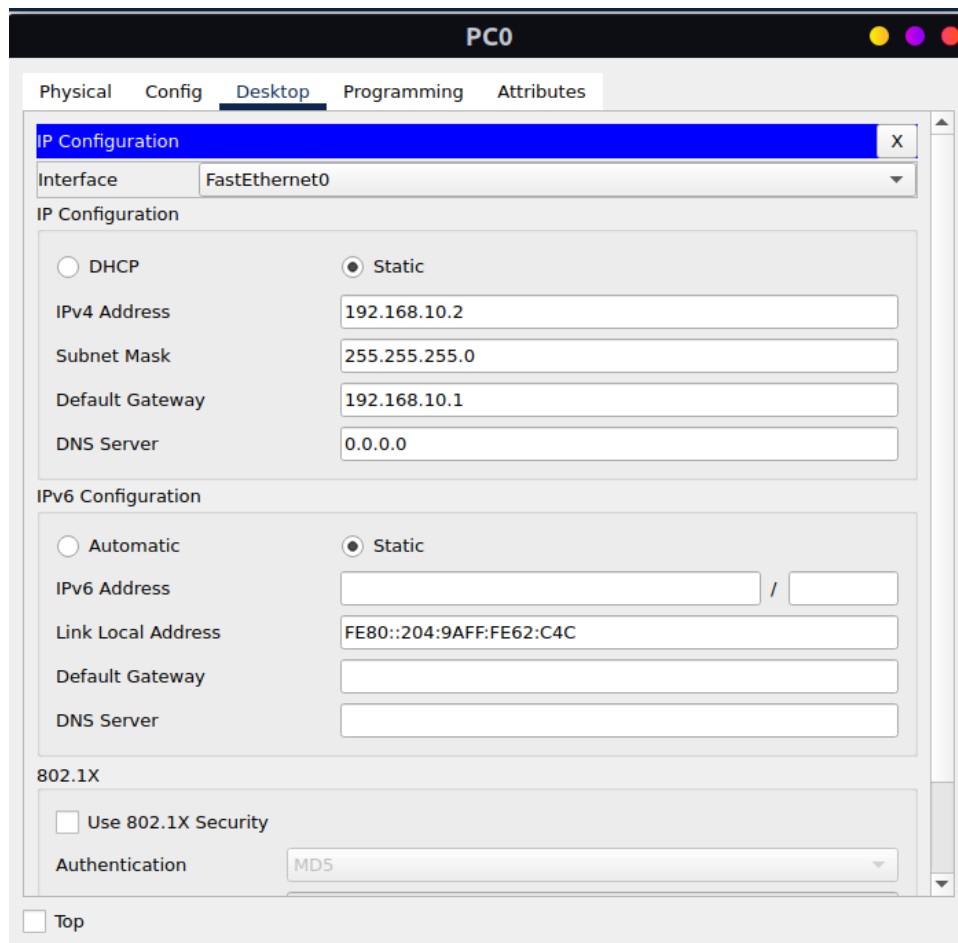 PC0
Physical Config Desktop Programming Attributes
IP Configuration X
Interface FastEthernet0
IP Configuration
DHCP Static
IPv4 Address 192.168.10.2
Subnet Mask 255.255.255.0
Default Gateway 192.168.10.1
DNS Server 0.0.0.0
IPv6 Configuration
Automatic Static
IPv6 Address /
Link Local Address FE80::204:9AFF:FE62:C4C
Default Gateway
DNS Server
802.1X
Use 802.1X Security
Authentication MD5
Top